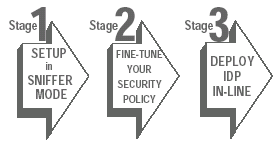 Stage 1
SETUP
in
SNIFFER
MODE
Stage 2
FINE-TUNE
YOUR
SECURITY
POLICY
Stage 3
DEPLOY
IDP
IN-LINE